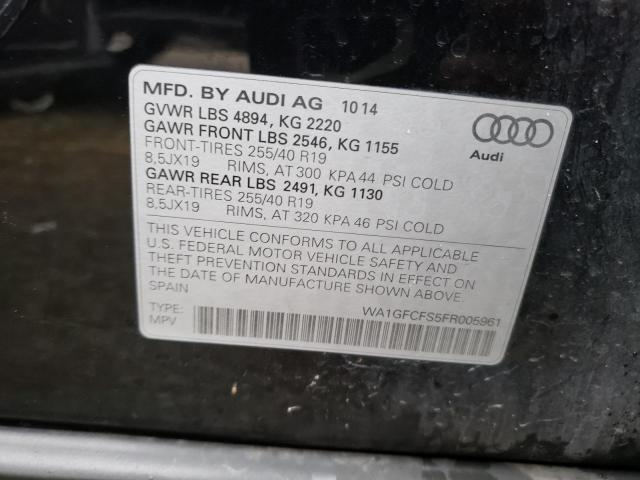 MFD. BY AUDI AG 10 14
GVWR LBS 4894, KG 2220
GAWR FRONT LBS 2546, KG 1155
FRONT-TIRES 255/40 R19
8,5JX19 RIMS, AT 300 KPA 44 PSI COLD
GAWR REAR LBS 2491, KG 1130
REAR-TIRES 255/40 R19
8,5JX19 RIMS, AT 320 KPA 46 PSI COLD
Audi
THIS VEHICLE CONFORMS TO ALL APPLICABLE
U.S. FEDERAL MOTOR VEHICLE SAFETY AND
THEFT PREVENTION STANDARDS IN EFFECT ON
THE DATE OF MANUFACTURE SHOWN ABOVE.
SPAIN
WA1GFCFS5FR005961
TYPE:
MPV